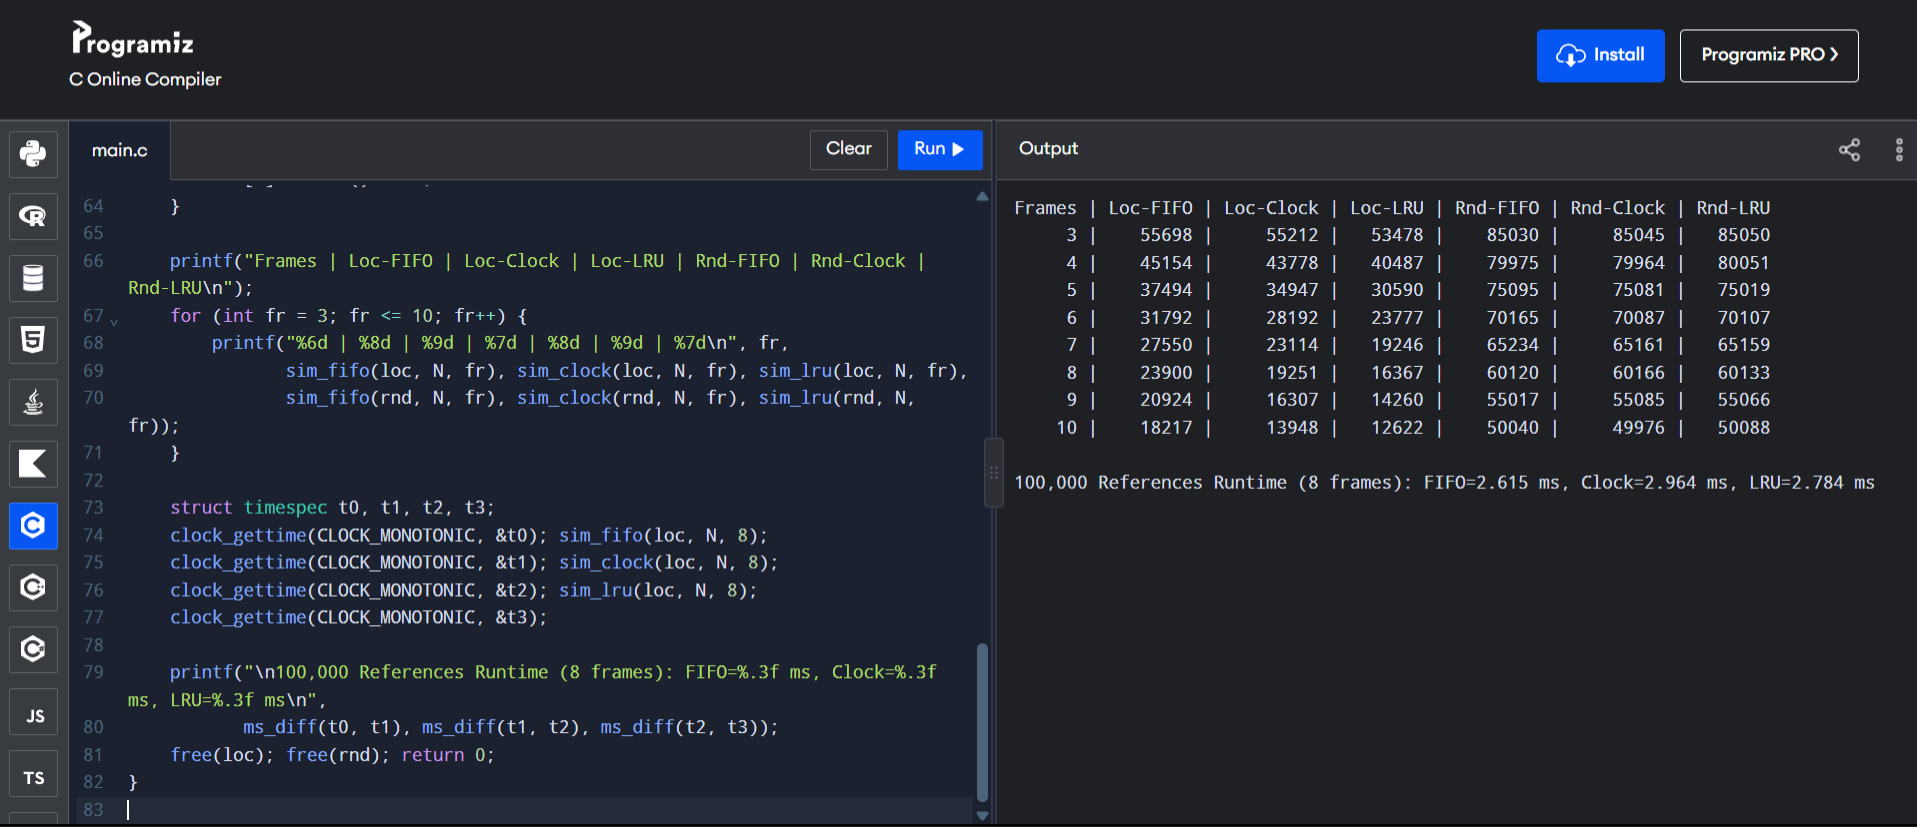 Programiz
C Online Compiler
Install
Programiz PRO
main.c
Clear
Run
Output
64 }
65
66 printf("Frames | Loc-FIFO | Loc-Clock | Loc-LRU | Rnd-FIFO | Rnd-Clock |
Rnd-LRU\n");
67 for (int fr = 3; fr <= 10; fr++) {
68 printf("%6d | %8d | %9d | %7d | %8d | %9d | %7d\n", fr,
69 sim_fifo(loc, N, fr), sim_clock(loc, N, fr), sim_lru(loc, N, fr),
70 sim_fifo(rnd, N, fr), sim_clock(rnd, N, fr), sim_lru(rnd, N,
fr));
71 }
72
73 struct timespec t0, t1, t2, t3;
74 clock_gettime(CLOCK_MONOTONIC, &t0); sim_fifo(loc, N, 8);
75 clock_gettime(CLOCK_MONOTONIC, &t1); sim_clock(loc, N, 8);
76 clock_gettime(CLOCK_MONOTONIC, &t2); sim_lru(loc, N, 8);
77 clock_gettime(CLOCK_MONOTONIC, &t3);
78
79 printf("\n100,000 References Runtime (8 frames): FIFO=%.3f ms, Clock=%.3f
ms, LRU=%.3f ms\n",
80 ms_diff(t0, t1), ms_diff(t1, t2), ms_diff(t2, t3));
81 free(loc); free(rnd); return 0;
82 }
83
Frames | Loc-FIFO | Loc-Clock | Loc-LRU | Rnd-FIFO | Rnd-Clock | Rnd-LRU
3 | 55698 | 55212 | 53478 | 85030 | 85045 | 85050
4 | 45154 | 43778 | 40487 | 79975 | 79964 | 80051
5 | 37494 | 34947 | 30590 | 75095 | 75081 | 75019
6 | 31792 | 28192 | 23777 | 70165 | 70087 | 70107
7 | 27550 | 23114 | 19246 | 65234 | 65161 | 65159
8 | 23900 | 19251 | 16367 | 60120 | 60166 | 60133
9 | 20924 | 16307 | 14260 | 55017 | 55085 | 55066
10 | 18217 | 13948 | 12622 | 50040 | 49976 | 50088
100,000 References Runtime (8 frames): FIFO=2.615 ms, Clock=2.964 ms, LRU=2.784 ms
R
5
C
C
C
JS
TS